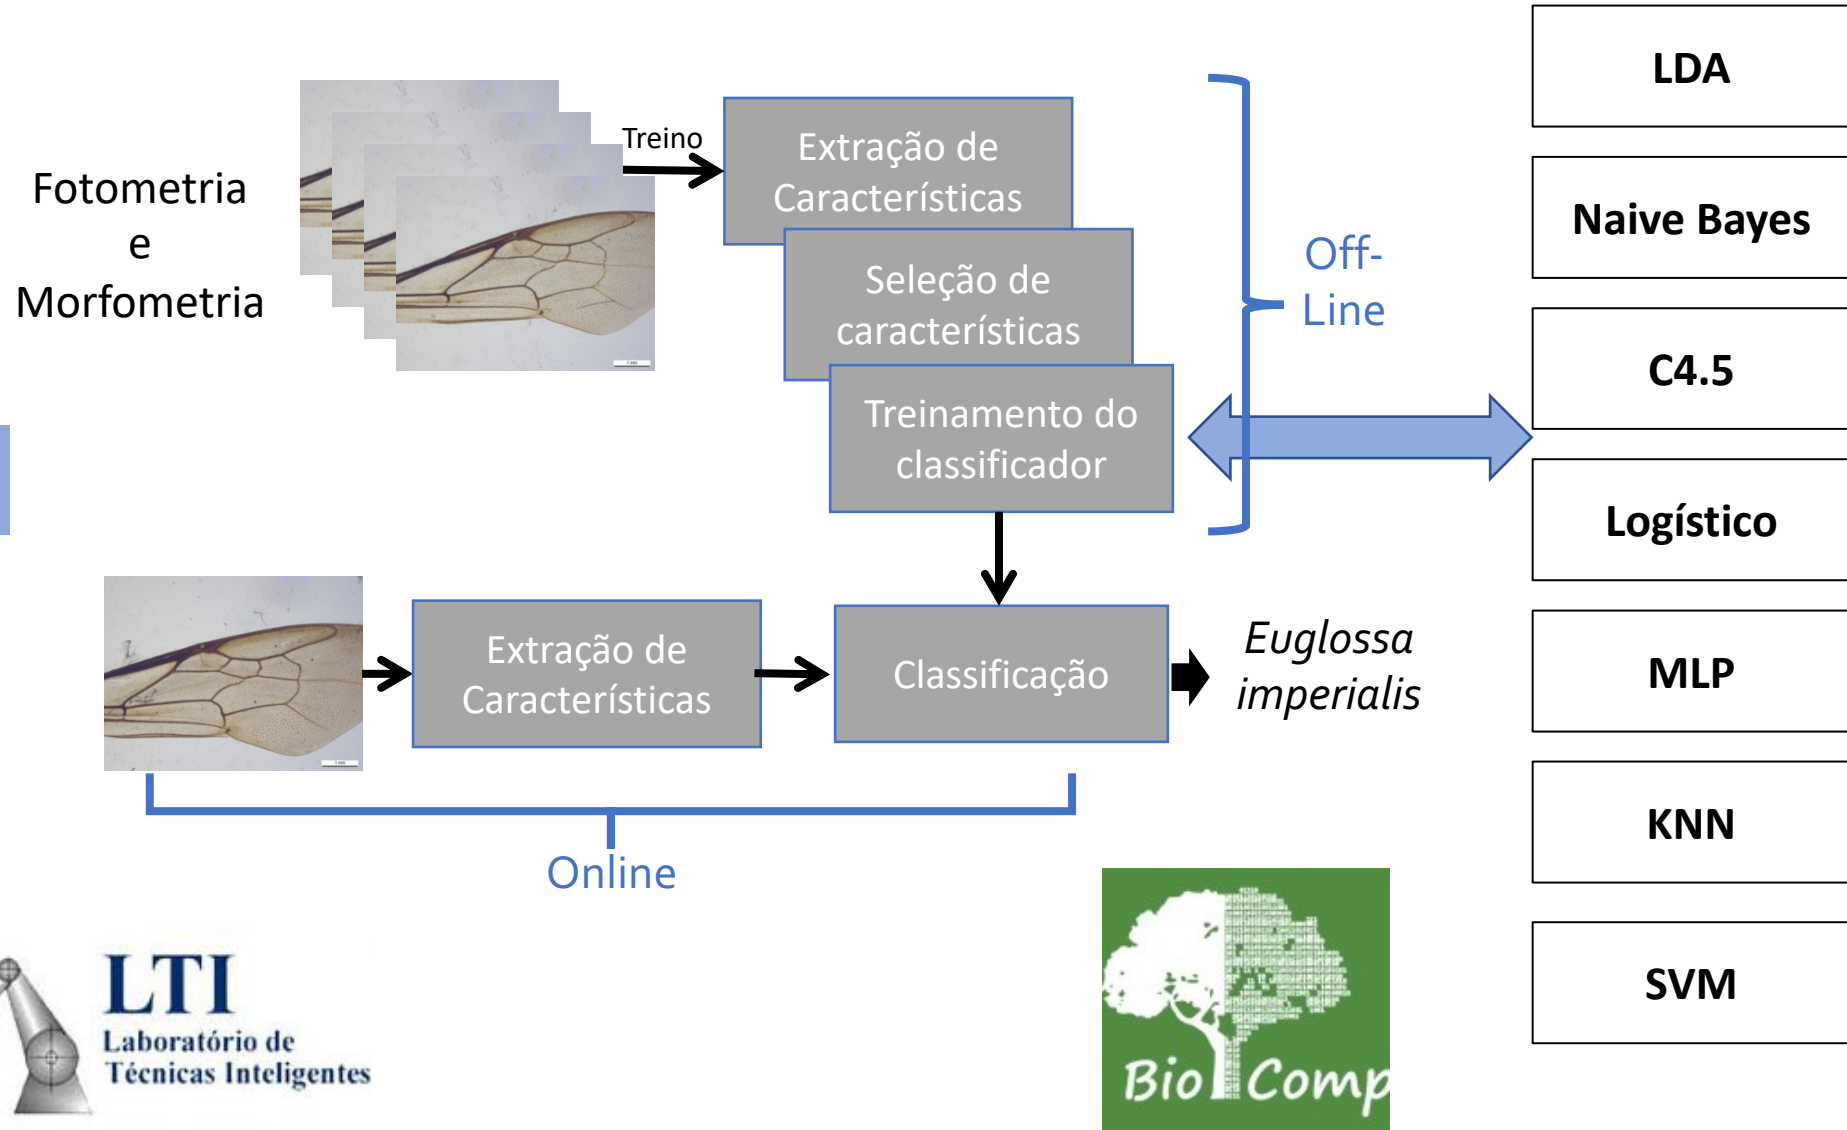 Fotometria
e
Morfometria
Treino
Extração de
Características
Seleção de
características
Treinamento do
classificador
Off-
Line
Extração de
Características
Classificação
Euglossa
imperialis
Online
LDA
Naive Bayes
C4.5
Logístico
MLP
KNN
SVM
LTI
Laboratório de
Técnicas Inteligentes
Bio Comp